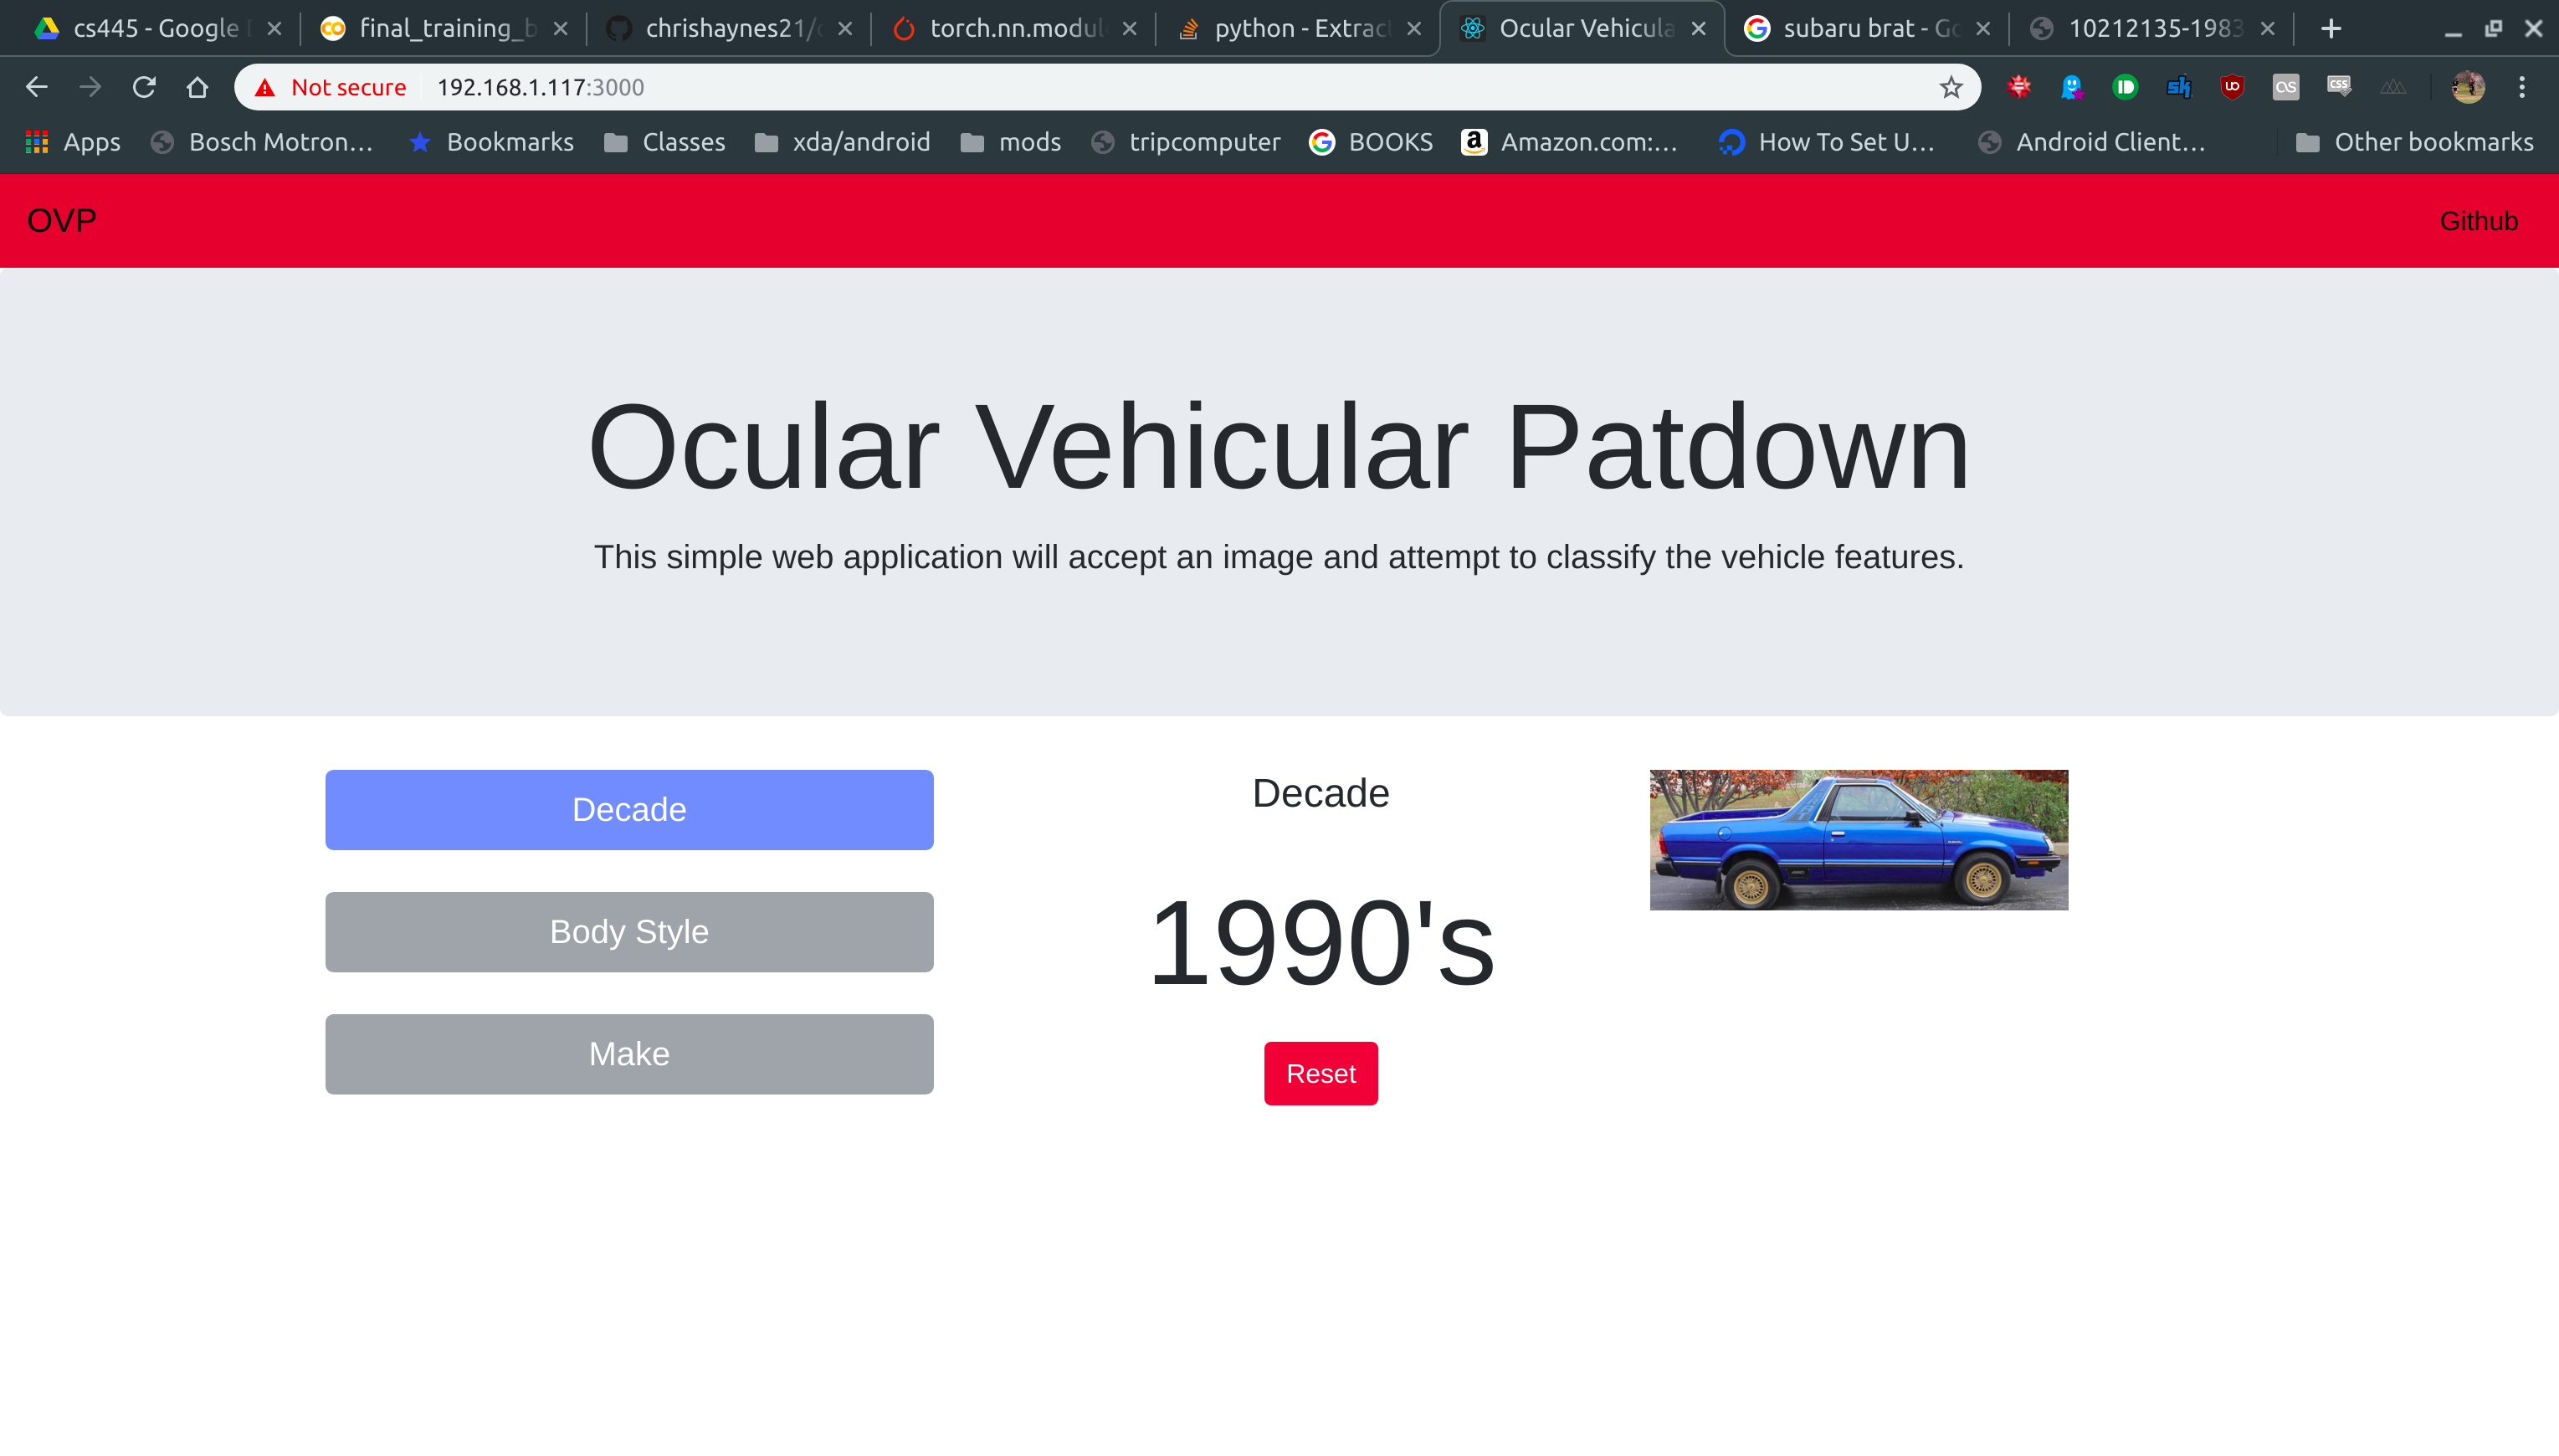 cs445 - Google
final_training_b
chrishaynes21/
torch.nn.modul
python - Extrac
Ocular Vehicula
subaru brat - Go
10212135-1983
Not secure
192.168.1.117:3000
Apps
Bosch Motron...
Bookmarks
Classes
xda/android
mods
tripcomputer
BOOKS
Amazon.com:...
How To Set U...
Android Client...
Other bookmarks
OVP
Github
Ocular Vehicular Patdown
This simple web application will accept an image and attempt to classify the vehicle features.
Decade
Body Style
Make
Decade
1990's
Reset